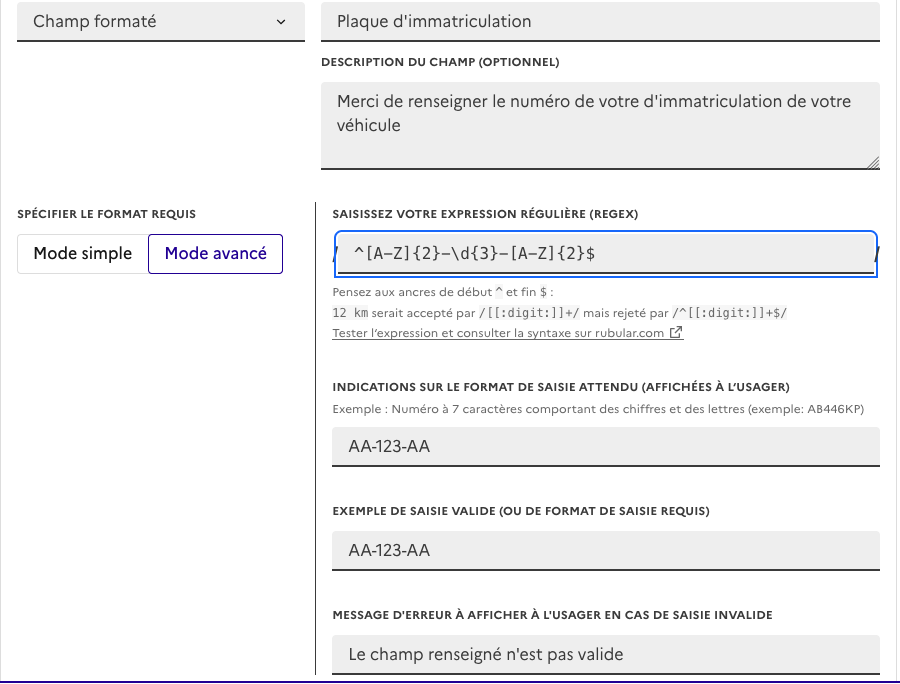 Champ formaté
Plaque d'immatriculation
DESCRIPTION DU CHAMP (OPTIONNEL)
Merci de renseigner le numéro de votre d'immatriculation de votre
véhicule
SPÉCIFIER LE FORMAT REQUIS
Mode simple
Mode avancé
SAISISSEZ VOTRE EXPRESSION RÉGULIÈRE (REGEX)
/ ^[A-Z]{2}-\d{3}-[A-Z]{2}$ /
Pensez aux ancres de début ^ et fin $ :
12 km serait accepté par /[[:digit:]]+/ mais rejeté par /^[[:digit:]]+$/
Tester l’expression et consulter la syntaxe sur rubular.com
INDICATIONS SUR LE FORMAT DE SAISIE ATTENDU (AFFICHÉES À L’USAGER)
Exemple : Numéro à 7 caractères comportant des chiffres et des lettres (exemple: AB446KP)
AA-123-AA
EXEMPLE DE SAISIE VALIDE (OU DE FORMAT DE SAISIE REQUIS)
AA-123-AA
MESSAGE D'ERREUR À AFFICHER À L'USAGER EN CAS DE SAISIE INVALIDE
Le champ renseigné n'est pas valide